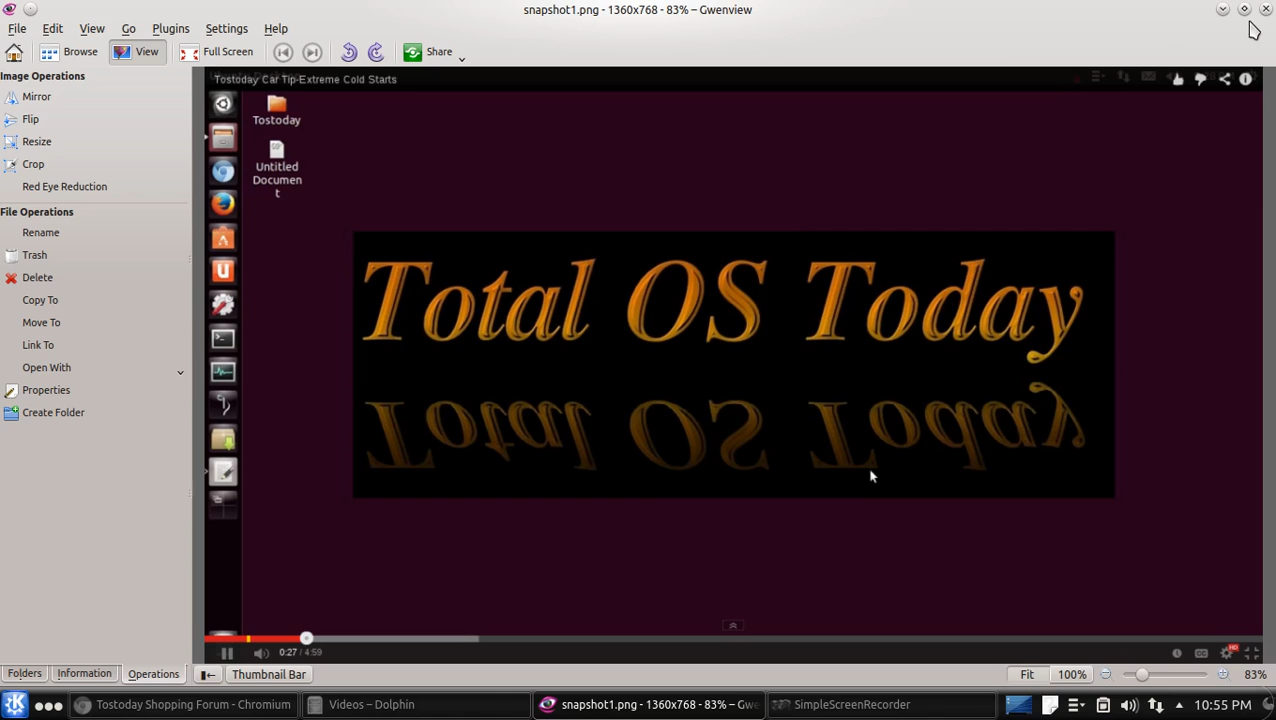 snapshot1.png - 1360x768 - 83% – Gwenview
File Edit View Go Plugins Settings Help
Browse View Full Screen Share
Image Operations
Mirror
Flip
Resize
Crop
Red Eye Reduction
File Operations
Rename
Trash
Delete
Copy To
Move To
Link To
Open With
Properties
Create Folder
Tostoday Car Tip-Extreme Cold Starts
Tostoday
Untitled
Documen
t
Total OS Today
Total OS Today
0:27 / 4:59
HD
Folders Information Operations Thumbnail Bar Fit 100% 83%
Tostoday Shopping Forum - Chromium Videos – Dolphin snapshot1.png - 1360x768 - 83% – Gwe SimpleScreenRecorder 10:55 PM